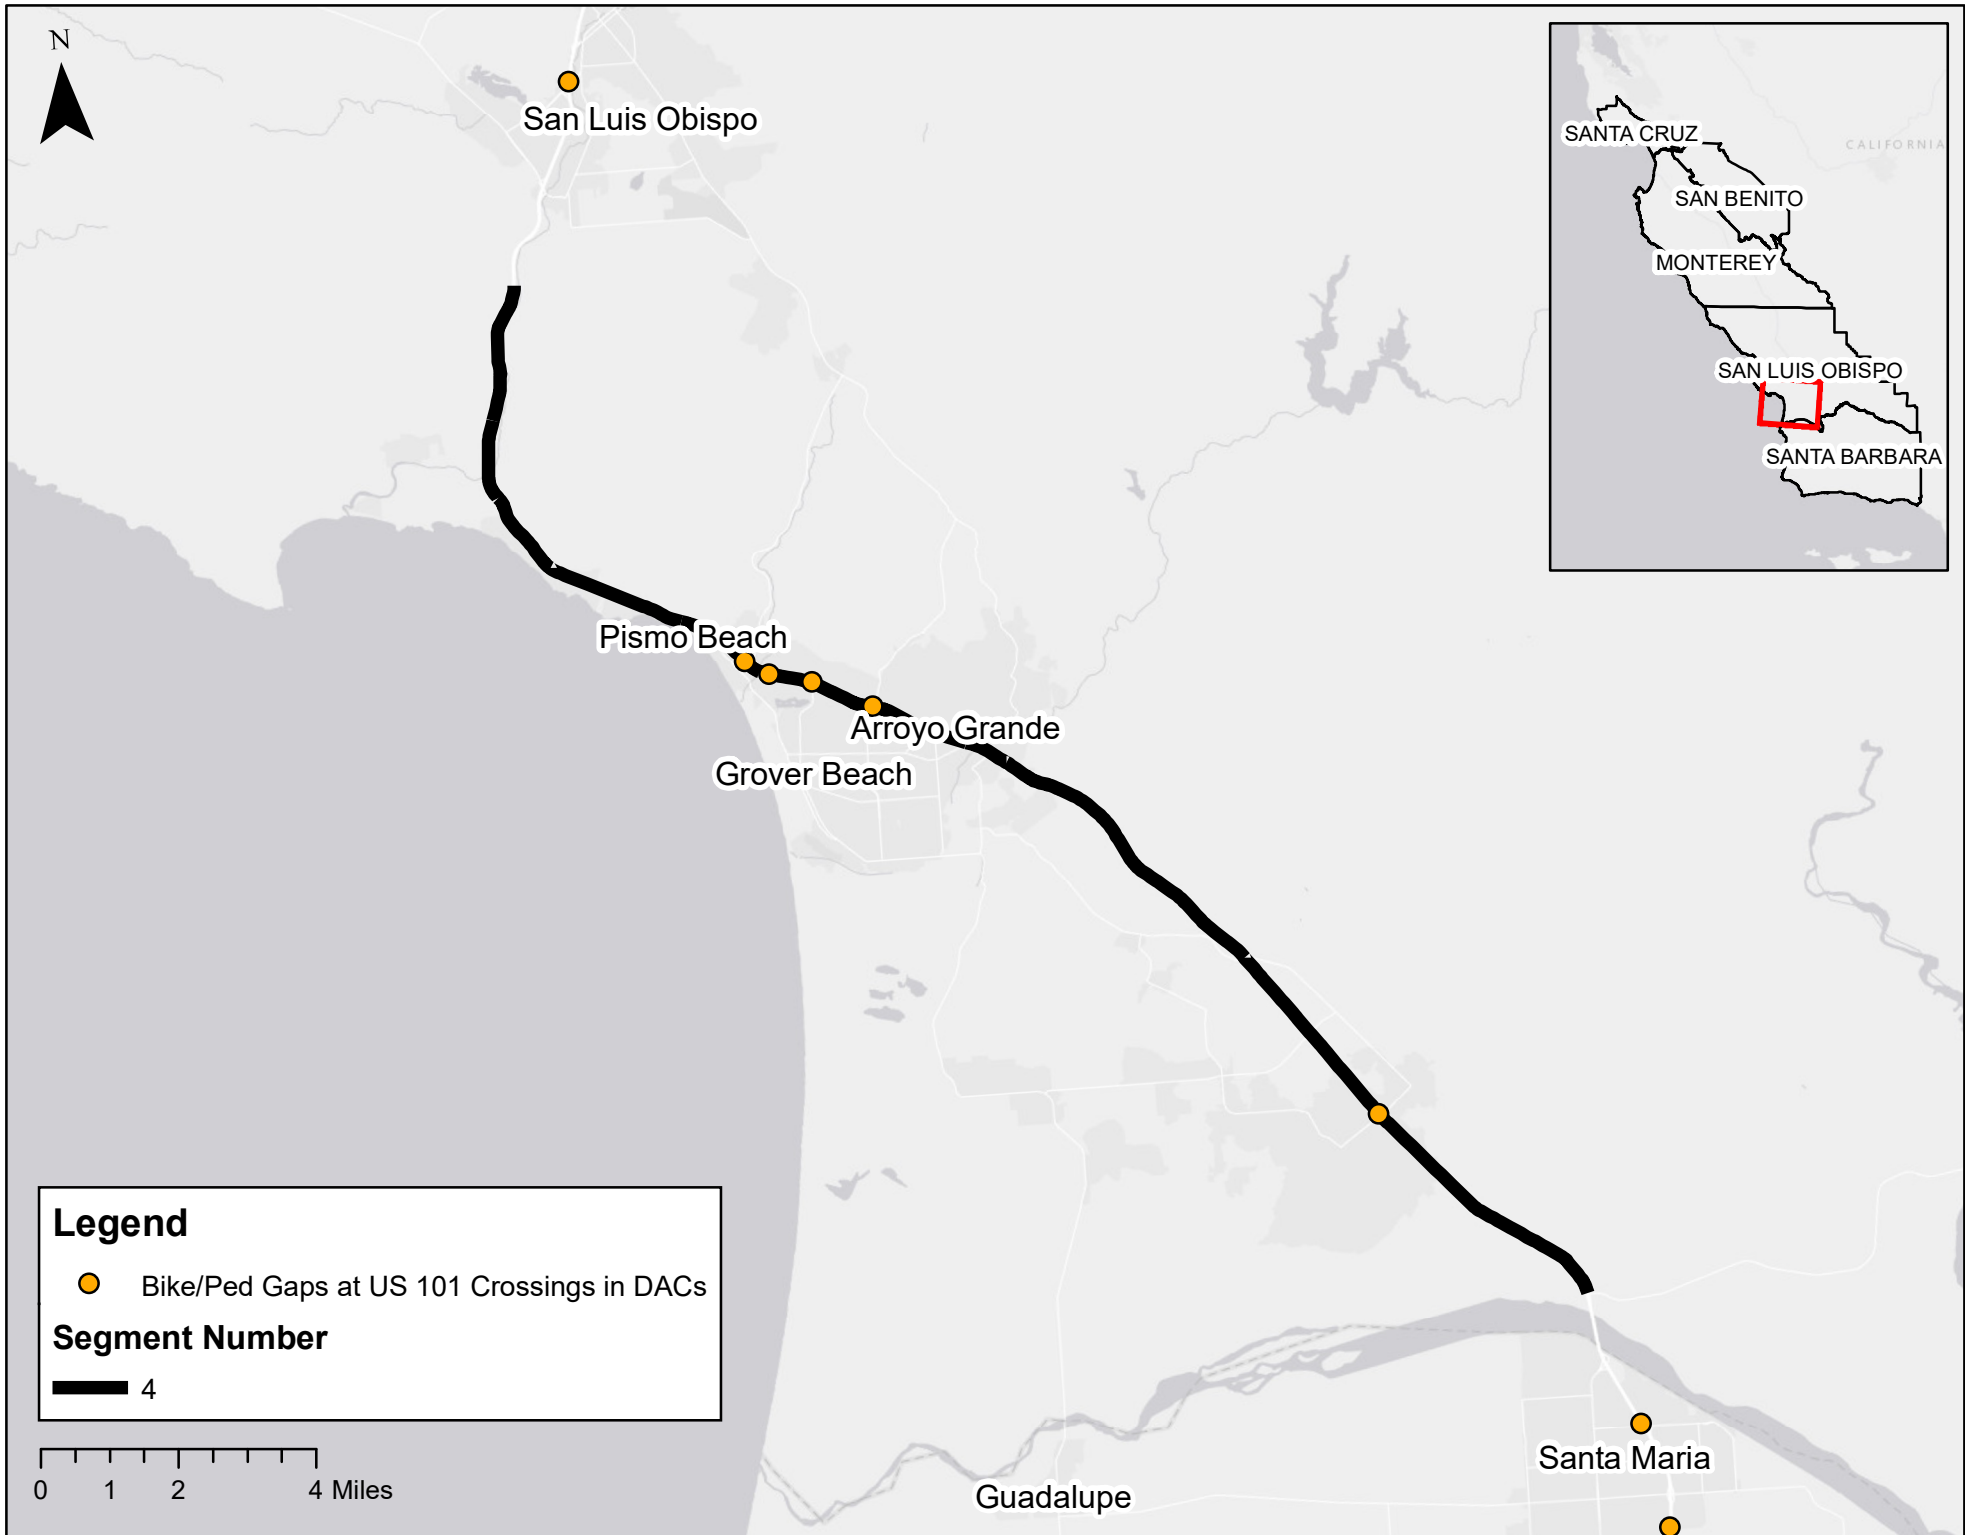 N
San Luis Obispo
Pismo Beach
Arroyo Grande
Grover Beach
Santa Maria
Guadalupe
CALIFORNIA
SANTA CRUZ
SAN BENITO
MONTEREY
SAN LUIS OBISPO
SANTA BARBARA
Legend
Bike/Ped Gaps at US 101 Crossings in DACs
Segment Number
4
0 1 2 4 Miles